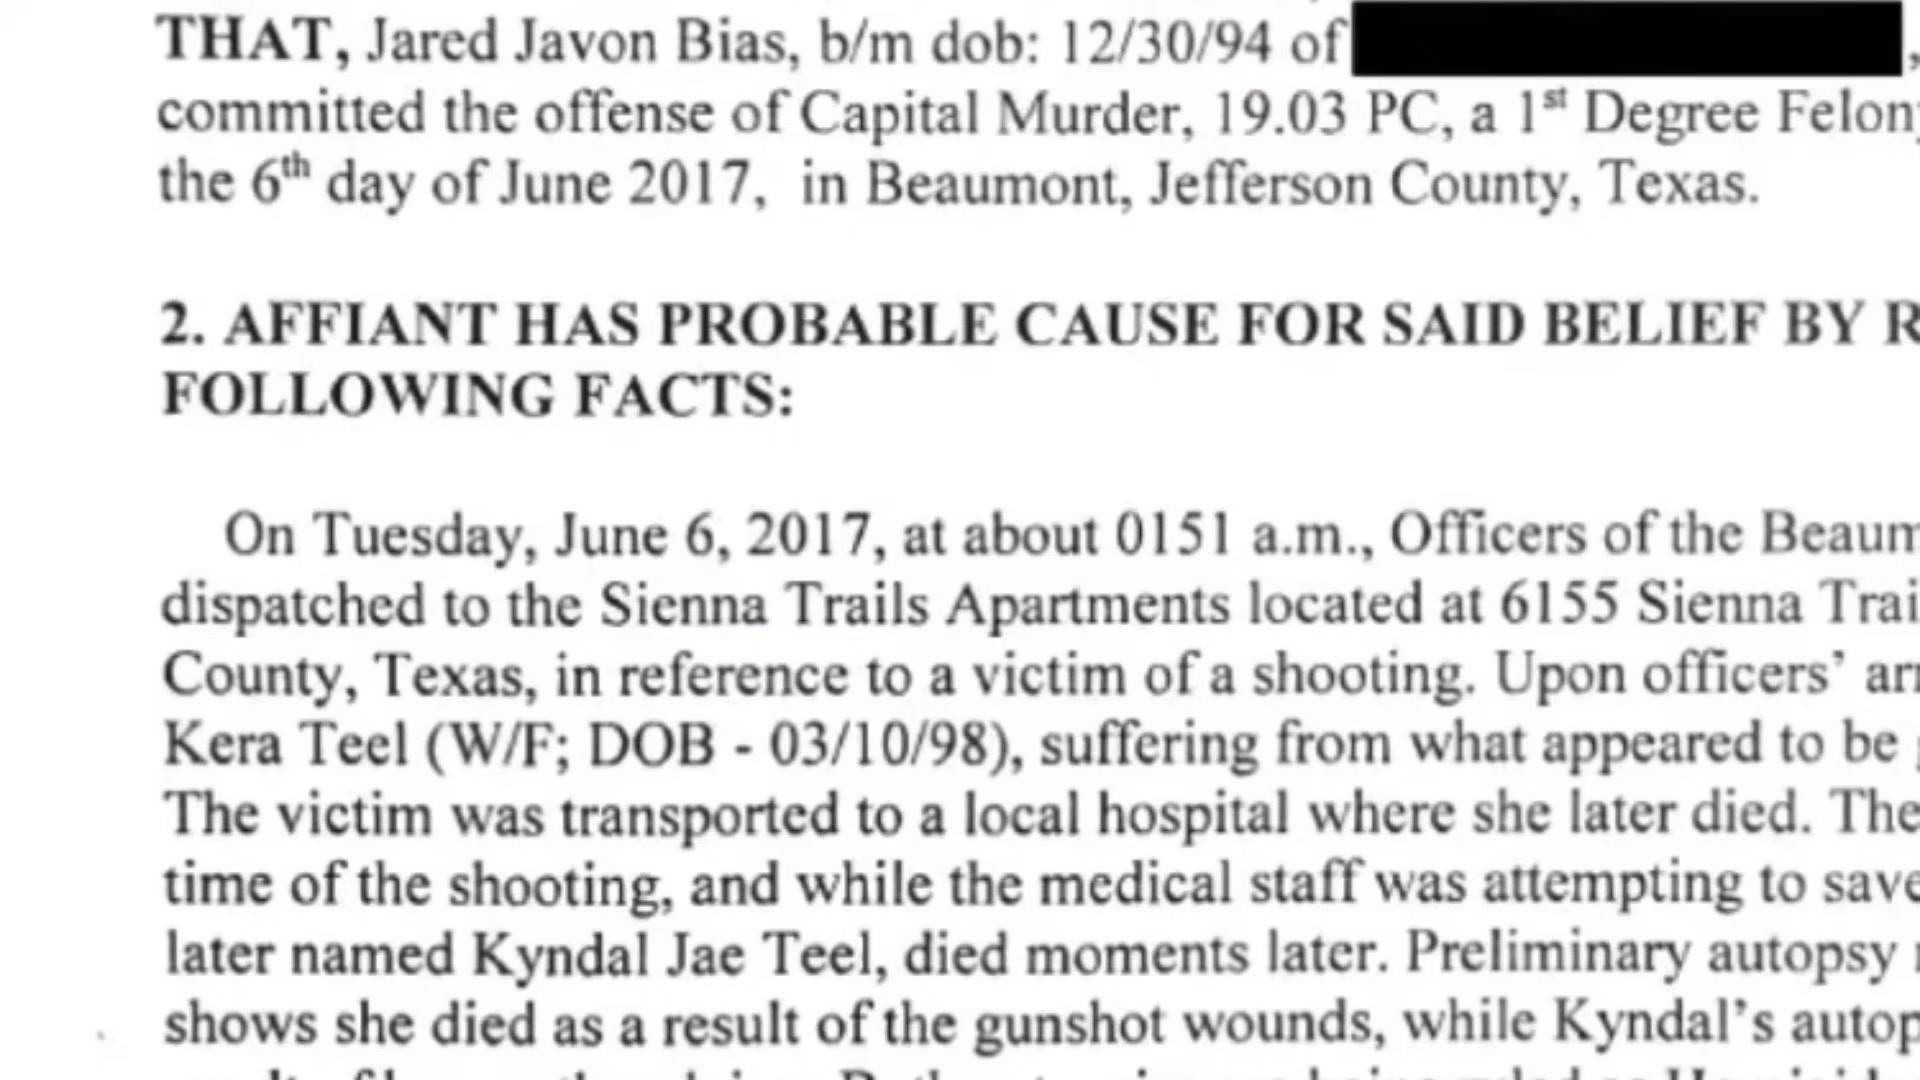 THAT, Jared Javon Bias, b/m dob: 12/30/94 of ,
committed the offense of Capital Murder, 19.03 PC, a 1st Degree Felony
the 6th day of June 2017, in Beaumont, Jefferson County, Texas.
2. AFFIANT HAS PROBABLE CAUSE FOR SAID BELIEF BY R
FOLLOWING FACTS:
On Tuesday, June 6, 2017, at about 0151 a.m., Officers of the Beaum
dispatched to the Sienna Trails Apartments located at 6155 Sienna Trai
County, Texas, in reference to a victim of a shooting. Upon officers' arr
Kera Teel (W/F; DOB - 03/10/98), suffering from what appeared to be
The victim was transported to a local hospital where she later died. The
time of the shooting, and while the medical staff was attempting to save
later named Kyndal Jae Teel, died moments later. Preliminary autopsy
shows she died as a result of the gunshot wounds, while Kyndal's autop